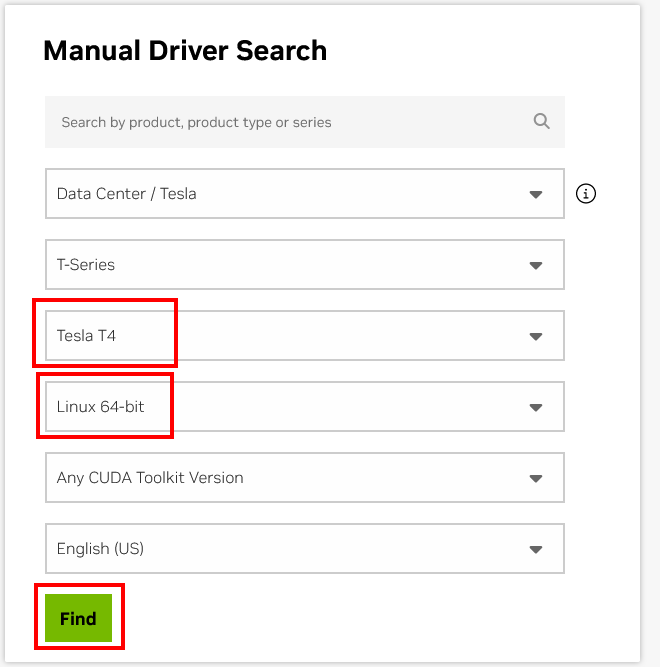 Manual Driver Search
Search by product, product type or series
Data Center / Tesla
T-Series
Tesla T4
Linux 64-bit
Any CUDA Toolkit Version
English (US)
Find